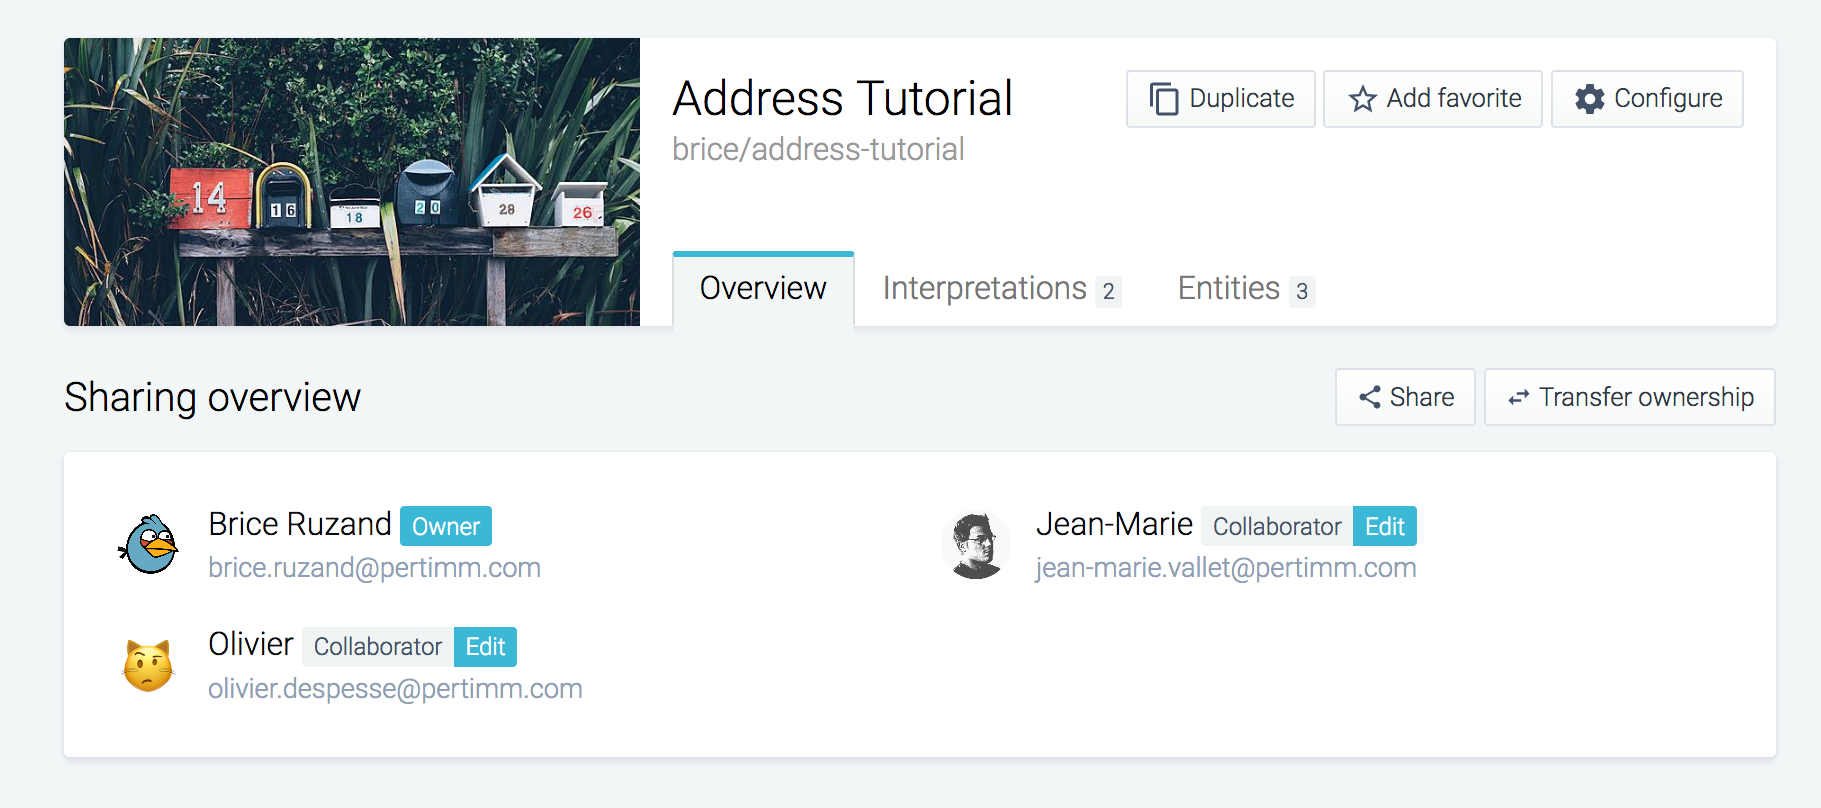 14
16
18
20
28
26
Address Tutorial
brice/address-tutorial
Duplicate
Add favorite
Configure
Overview
Interpretations 2
Entities 3
Sharing overview
Share
Transfer ownership
Brice Ruzand Owner
brice.ruzand@pertimm.com
Jean-Marie Collaborator Edit
jean-marie.vallet@pertimm.com
Olivier Collaborator Edit
olivier.despesse@pertimm.com